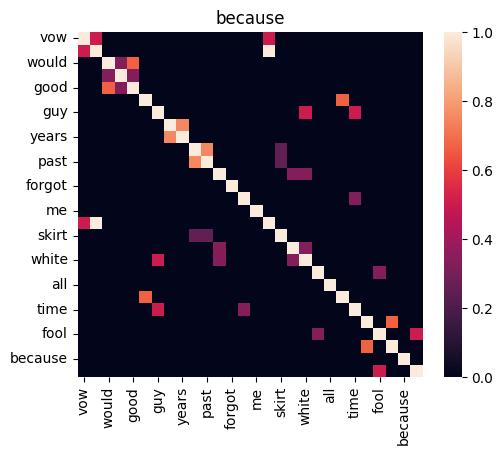 because
vow
would
good
guy
years
past
forgot
me
skirt
white
all
time
fool
because
1.0
0.8
0.6
0.4
0.2
0.0
vow
would
good
guy
years
past
forgot
me
skirt
white
all
time
fool
because